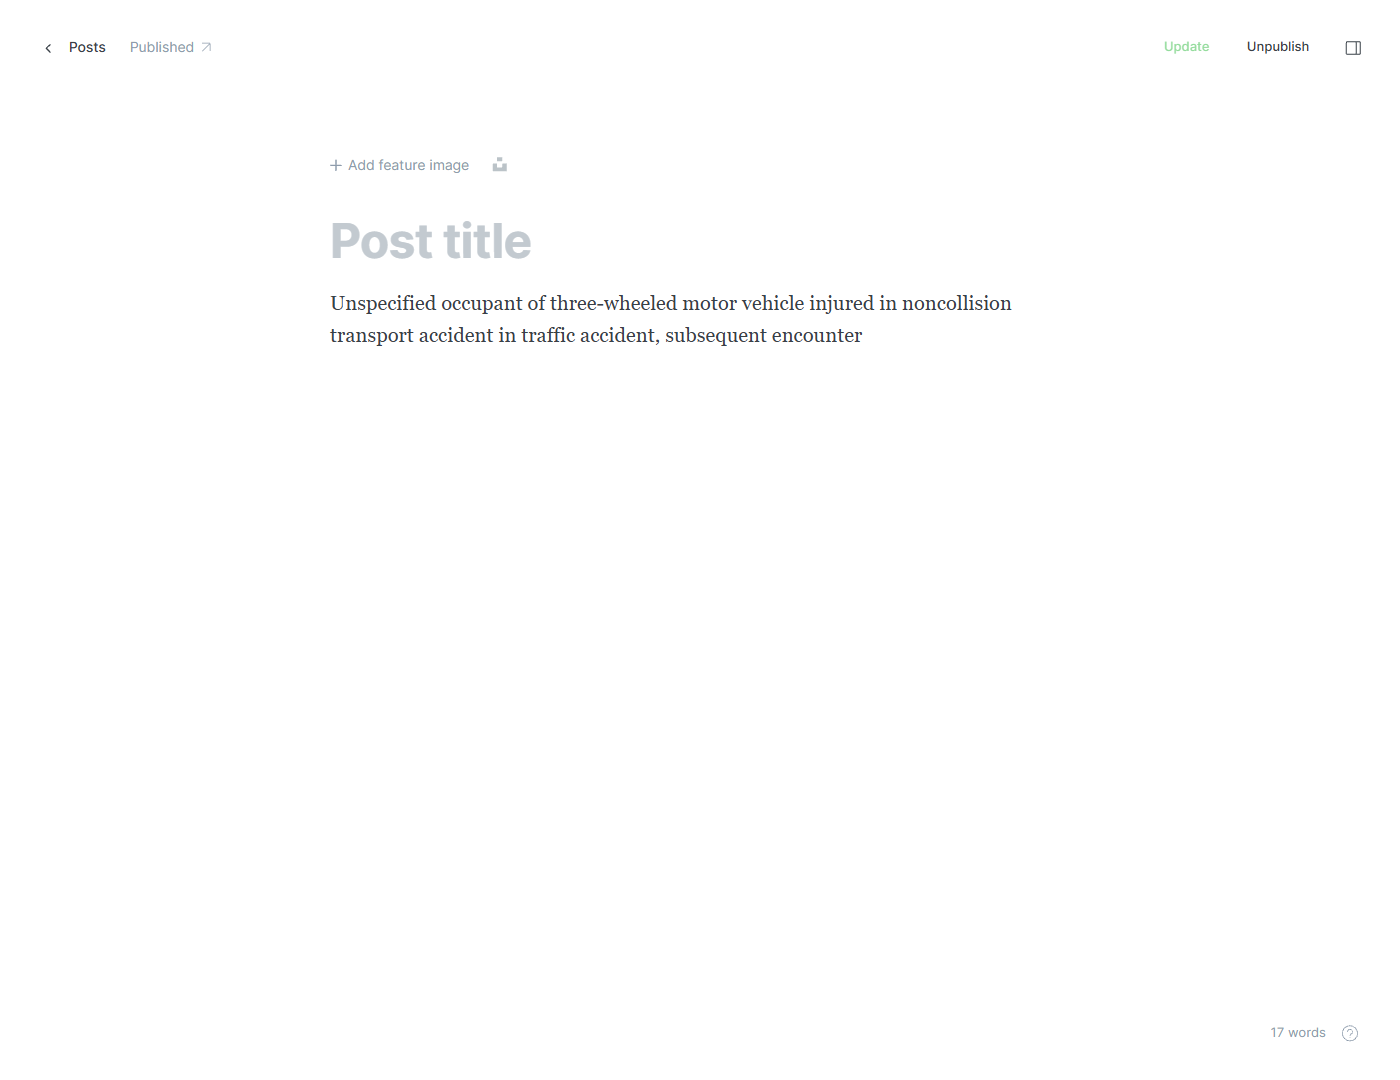 Posts Published
Update Unpublish
Add feature image
Post title
Unspecified occupant of three-wheeled motor vehicle injured in noncollision
transport accident in traffic accident, subsequent encounter
17 words